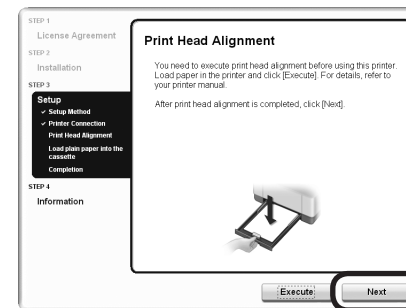 STEP 1
License Agreement
STEP 2
Installation
STEP 3
Setup
✓ Setup Method
✓ Printer Connection
Print Head Alignment
Load plain paper into the
cassette
Completion
STEP 4
Information
Print Head Alignment
You need to execute print head alignment before using this printer.
Load paper in the printer and click [Execute]. For details, refer to
your printer manual.
After print head alignment is completed, click [Next].
Execute
Next